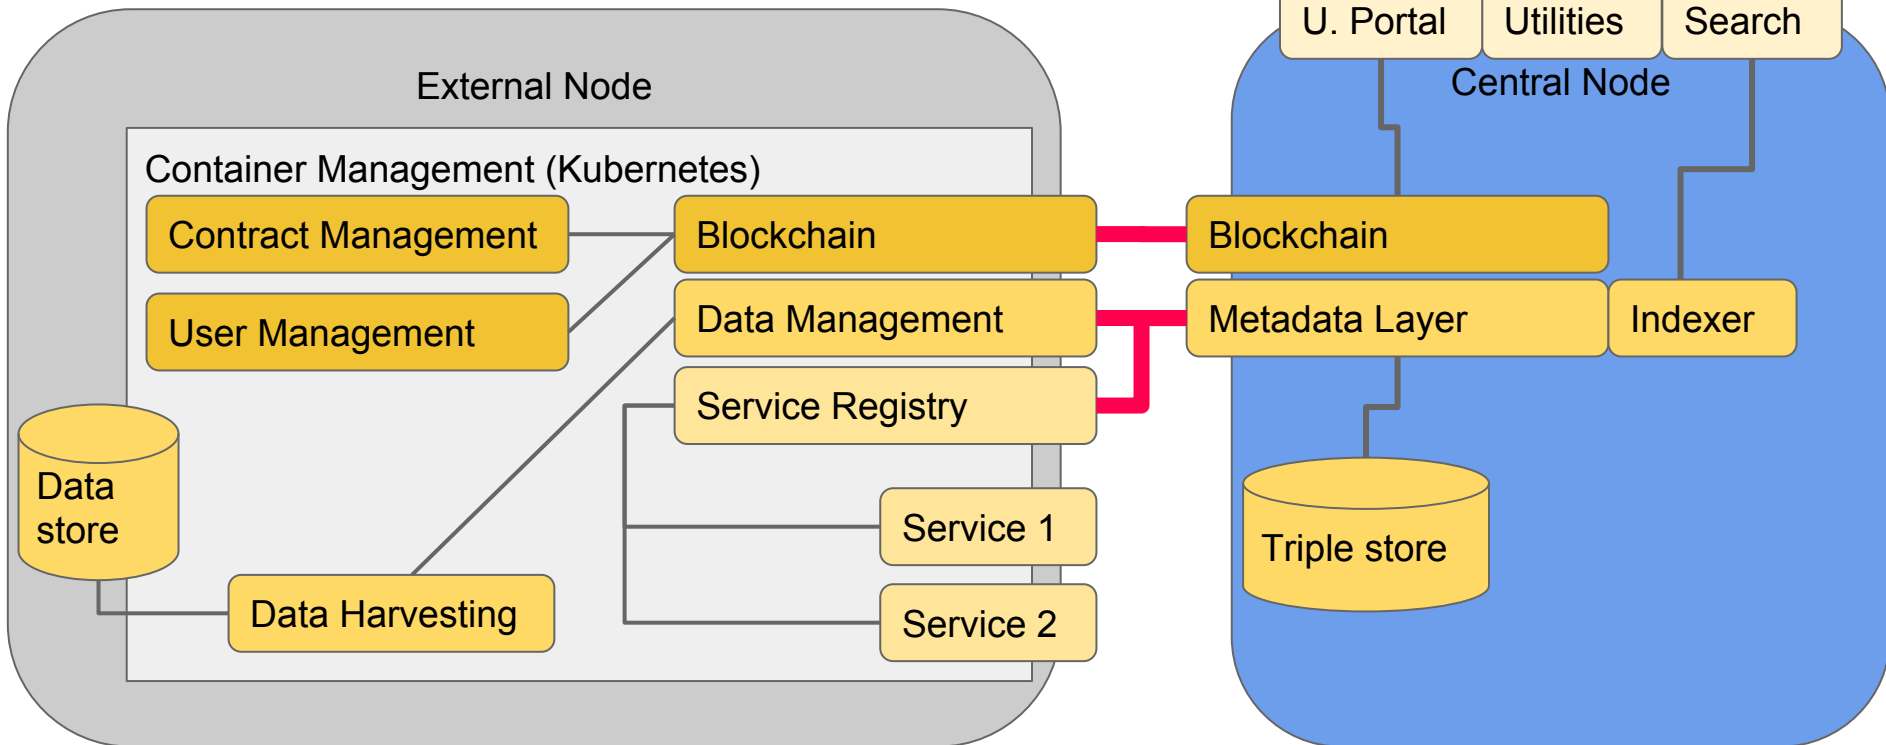 External Node
Container Management (Kubernetes)
Contract Management
User Management
Blockchain
Data Management
Service Registry
Service 1
Service 2
Data
store
Data Harvesting
U. Portal
Utilities
Search
Central Node
Blockchain
Metadata Layer
Indexer
Triple store